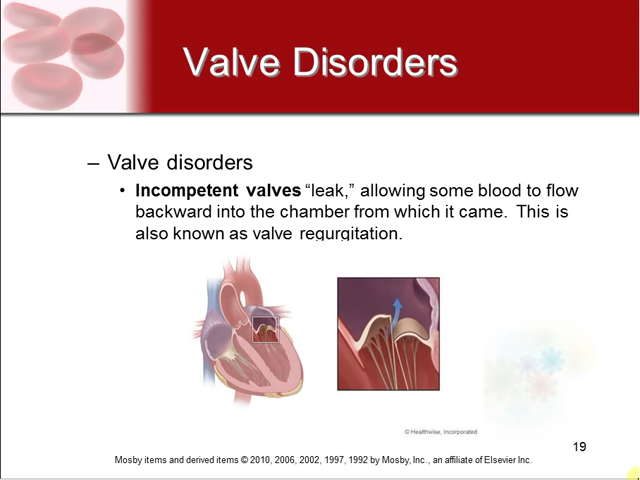 Valve Disorders
– Valve disorders
• Incompetent valves “leak,” allowing some blood to flow
backward into the chamber from which it came. This is
also known as valve regurgitation.
© Healthwise, Incorporated
19
Mosby items and derived items © 2010, 2006, 2002, 1997, 1992 by Mosby, Inc., an affiliate of Elsevier Inc.